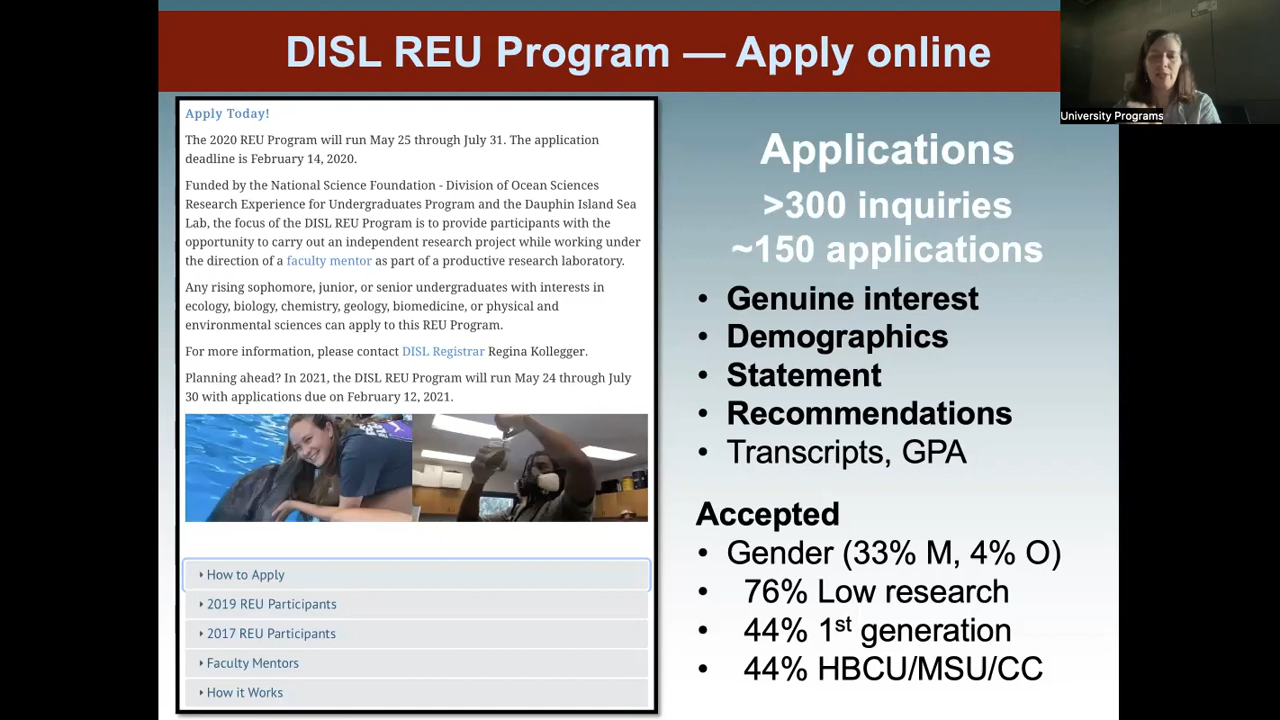 DISL REU Program — Apply online
University Programs
Apply Today!
The 2020 REU Program will run May 25 through July 31. The application
deadline is February 14, 2020.
Funded by the National Science Foundation - Division of Ocean Sciences
Research Experience for Undergraduates Program and the Dauphin Island Sea
Lab, the focus of the DISL REU Program is to provide participants with the
opportunity to carry out an independent research project while working under
the direction of a faculty mentor as part of a productive research laboratory.
Any rising sophomore, junior, or senior undergraduates with interests in
ecology, biology, chemistry, geology, biomedicine, or physical and
environmental sciences can apply to this REU Program.
For more information, please contact DISL Registrar Regina Kollegger.
Planning ahead? In 2021, the DISL REU Program will run May 24 through July
30 with applications due on February 12, 2021.
How to Apply
2019 REU Participants
2017 REU Participants
Faculty Mentors
How it Works
Applications
>300 inquiries
~150 applications
• Genuine interest
• Demographics
• Statement
• Recommendations
• Transcripts, GPA
Accepted
• Gender (33% M, 4% O)
• 76% Low research
• 44% 1st generation
• 44% HBCU/MSU/CC